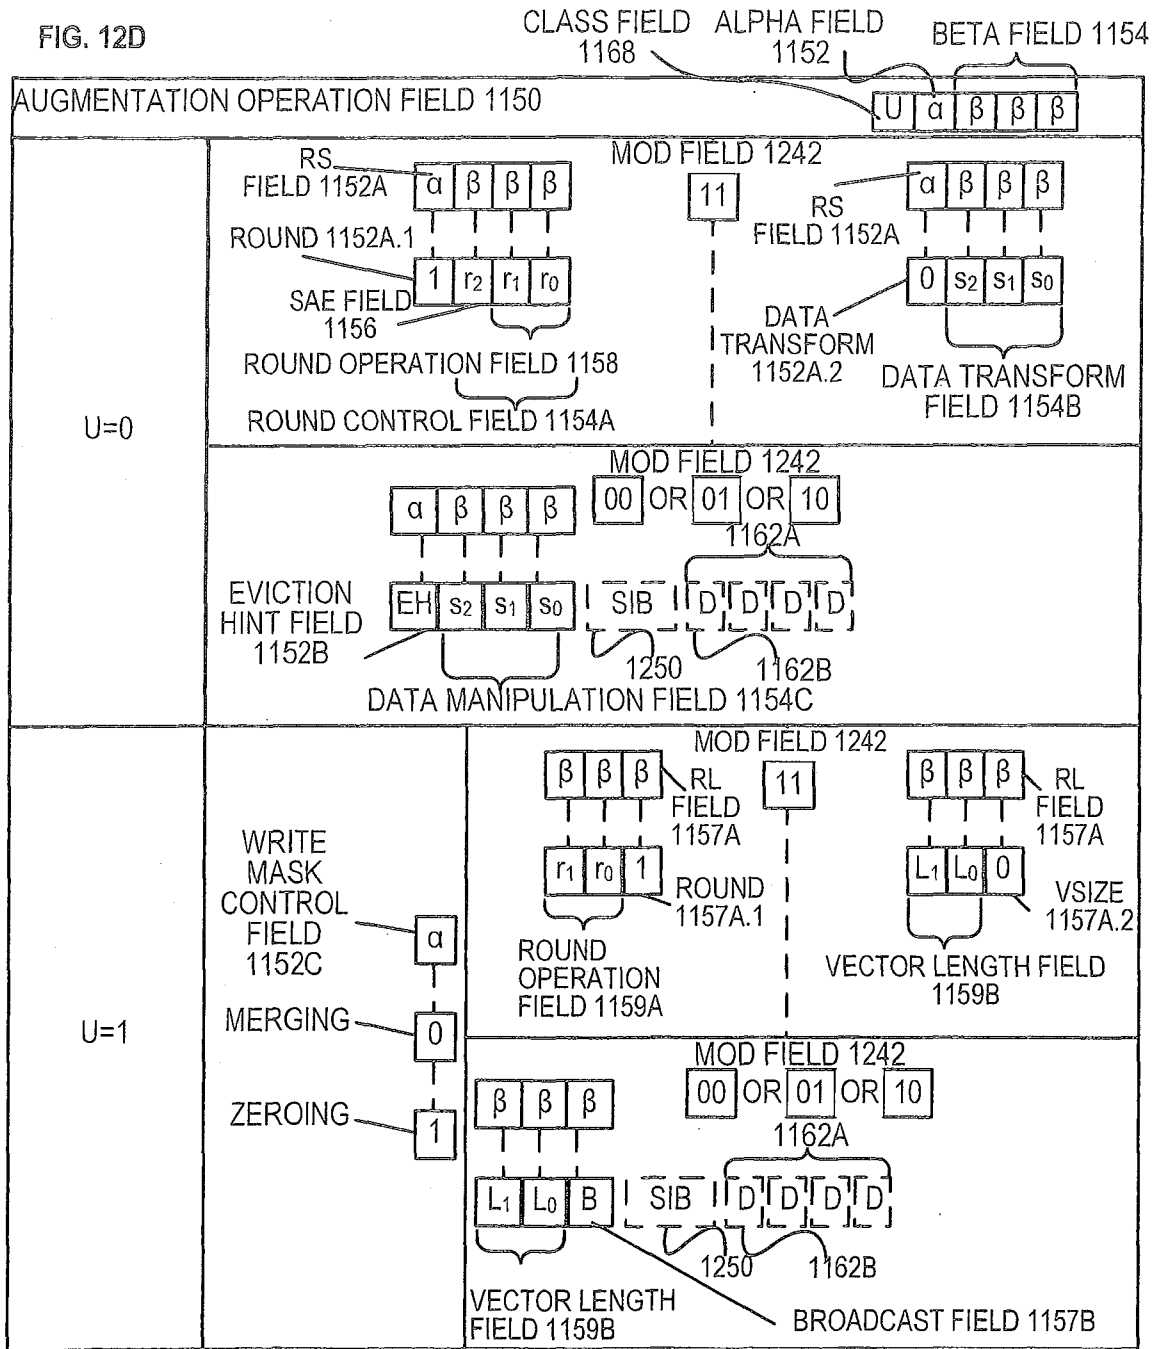 FIG. 12D
CLASS FIELD 1168
ALPHA FIELD 1152
BETA FIELD 1154
AUGMENTATION OPERATION FIELD 1150
U α β β β
U=0
MOD FIELD 1242
11
RS FIELD 1152A
α β β β
ROUND 1152A.1
1 r2 r1 r0
SAE FIELD 1156
ROUND OPERATION FIELD 1158
ROUND CONTROL FIELD 1154A
α β β β
RS FIELD 1152A
0 s2 s1 s0
DATA TRANSFORM 1152A.2
DATA TRANSFORM FIELD 1154B
MOD FIELD 1242
00 OR 01 OR 10
α β β β
1162A
EVICTION HINT FIELD 1152B
EH s2 s1 s0 SIB D D D D
1250
1162B
DATA MANIPULATION FIELD 1154C
U=1
WRITE MASK CONTROL FIELD 1152C
α
MERGING
0
ZEROING
1
MOD FIELD 1242
11
β β β
RL FIELD 1157A
r1 r0 1
ROUND 1157A.1
ROUND OPERATION FIELD 1159A
β β β
RL FIELD 1157A
L1 L0 0
VSIZE 1157A.2
VECTOR LENGTH FIELD 1159B
MOD FIELD 1242
00 OR 01 OR 10
β β β
1162A
L1 L0 B SIB D D D D
1250
1162B
VECTOR LENGTH FIELD 1159B
BROADCAST FIELD 1157B